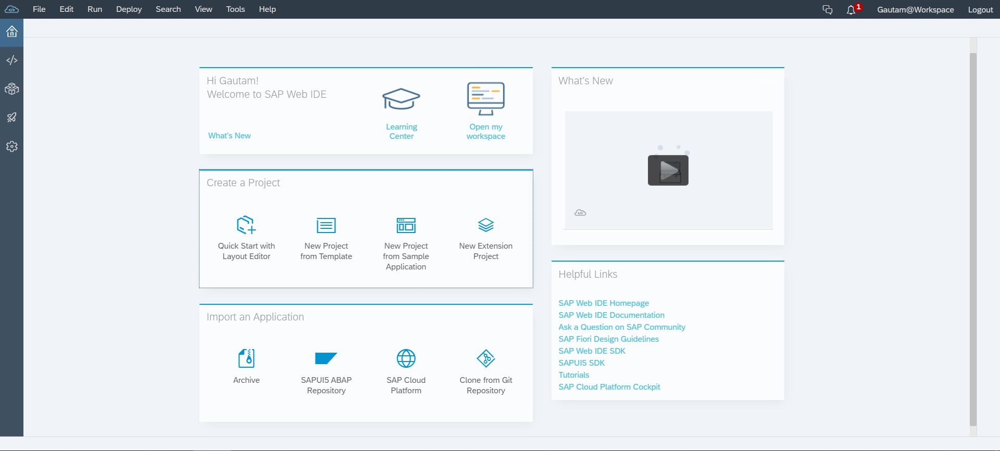 File Edit Run Deploy Search View Tools Help
1 Gautam@Workspace Logout
Hi Gautam!
Welcome to SAP Web IDE
What's New
Learning
Center
Open my
workspace
Create a Project
Quick Start with
Layout Editor
New Project
from Template
New Project
from Sample
Application
New Extension
Project
Import an Application
Archive
SAPUI5 ABAP
Repository
SAP Cloud
Platform
Clone from Git
Repository
What's New
Helpful Links
SAP Web IDE Homepage
SAP Web IDE Documentation
Ask a Question on SAP Community
SAP Fiori Design Guidelines
SAP Web IDE SDK
SAPUI5 SDK
Tutorials
SAP Cloud Platform Cockpit